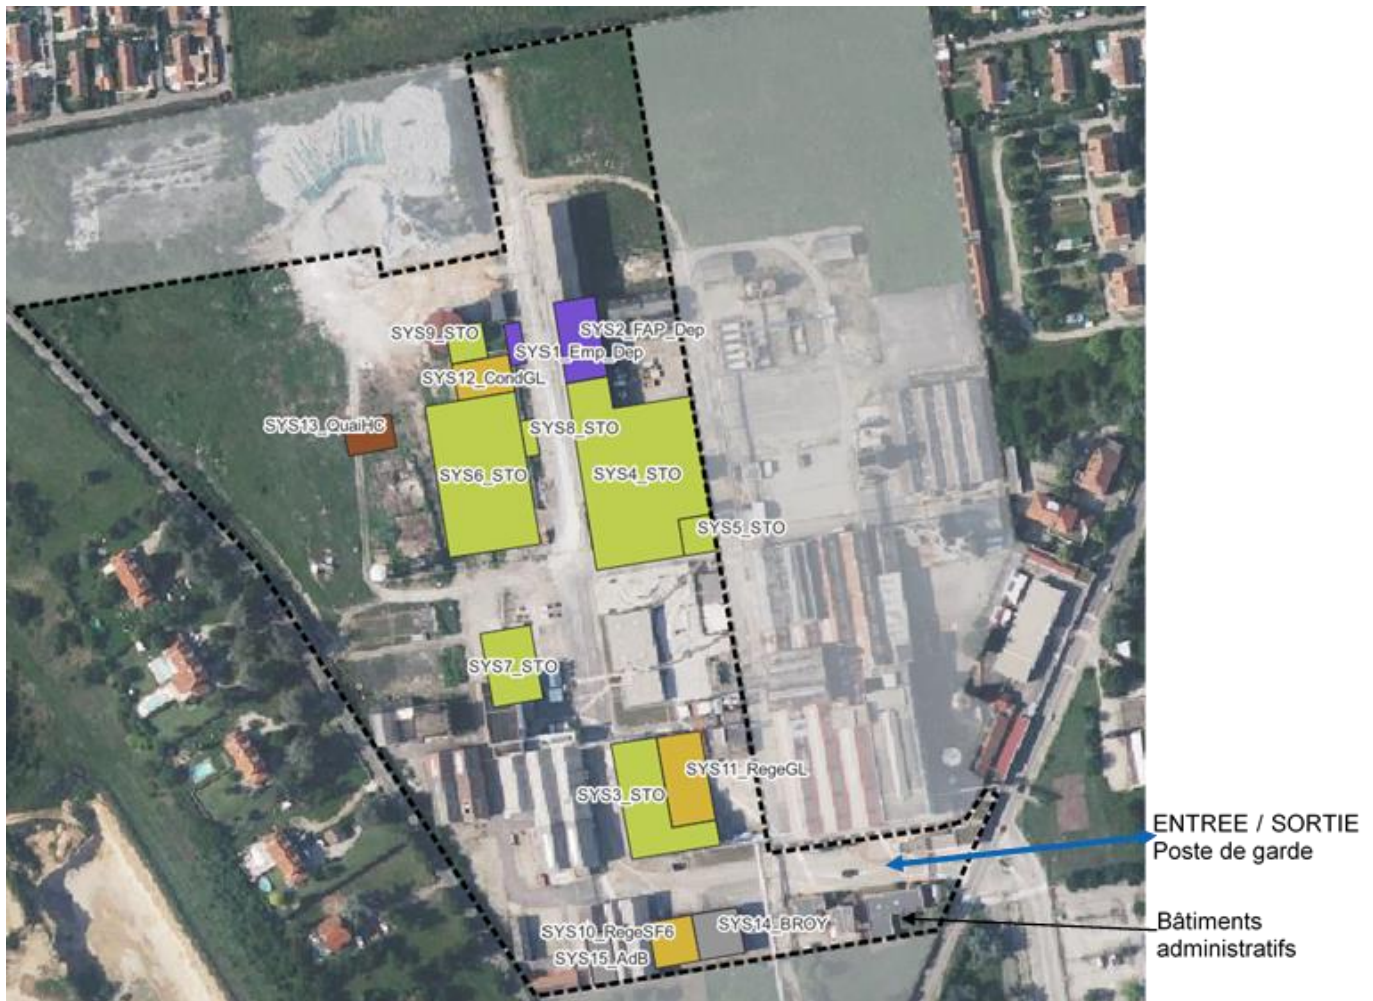 SYS9_STO
SYS2_FAP_Dep
SYS1_Emp_Dep
SYS12_CondGL
SYS13_QuaiHC
SYS8_STO
SYS6_STO
SYS4_STO
SYS5_STO
SYS7_STO
SYS11_RegeGL
SYS3_STO
ENTREE / SORTIE
Poste de garde
SYS14_BROY
SYS10_RegeSF6
SYS15_AdB
Bâtiments
administratifs